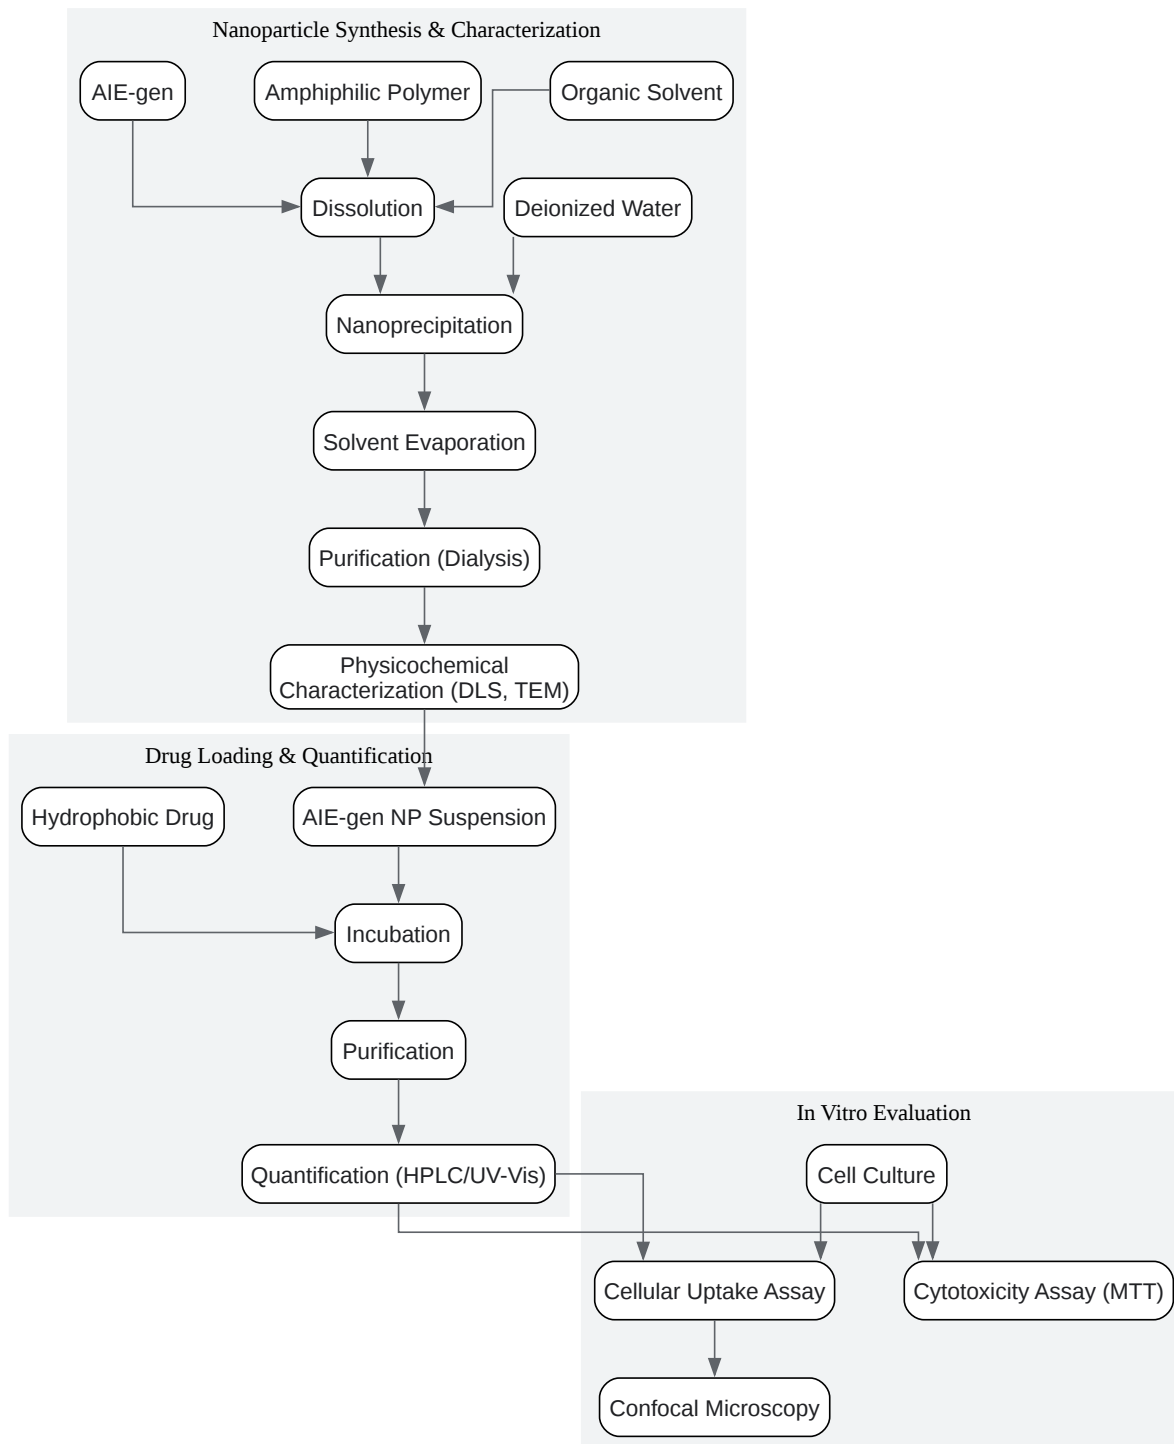 Nanoparticle Synthesis & Characterization
AIE-gen
Amphiphilic Polymer
Organic Solvent
Dissolution
Deionized Water
Nanoprecipitation
Solvent Evaporation
Purification (Dialysis)
Physicochemical
Characterization (DLS, TEM)
Drug Loading & Quantification
Hydrophobic Drug
AIE-gen NP Suspension
Incubation
Purification
Quantification (HPLC/UV-Vis)
In Vitro Evaluation
Cell Culture
Cellular Uptake Assay
Cytotoxicity Assay (MTT)
Confocal Microscopy